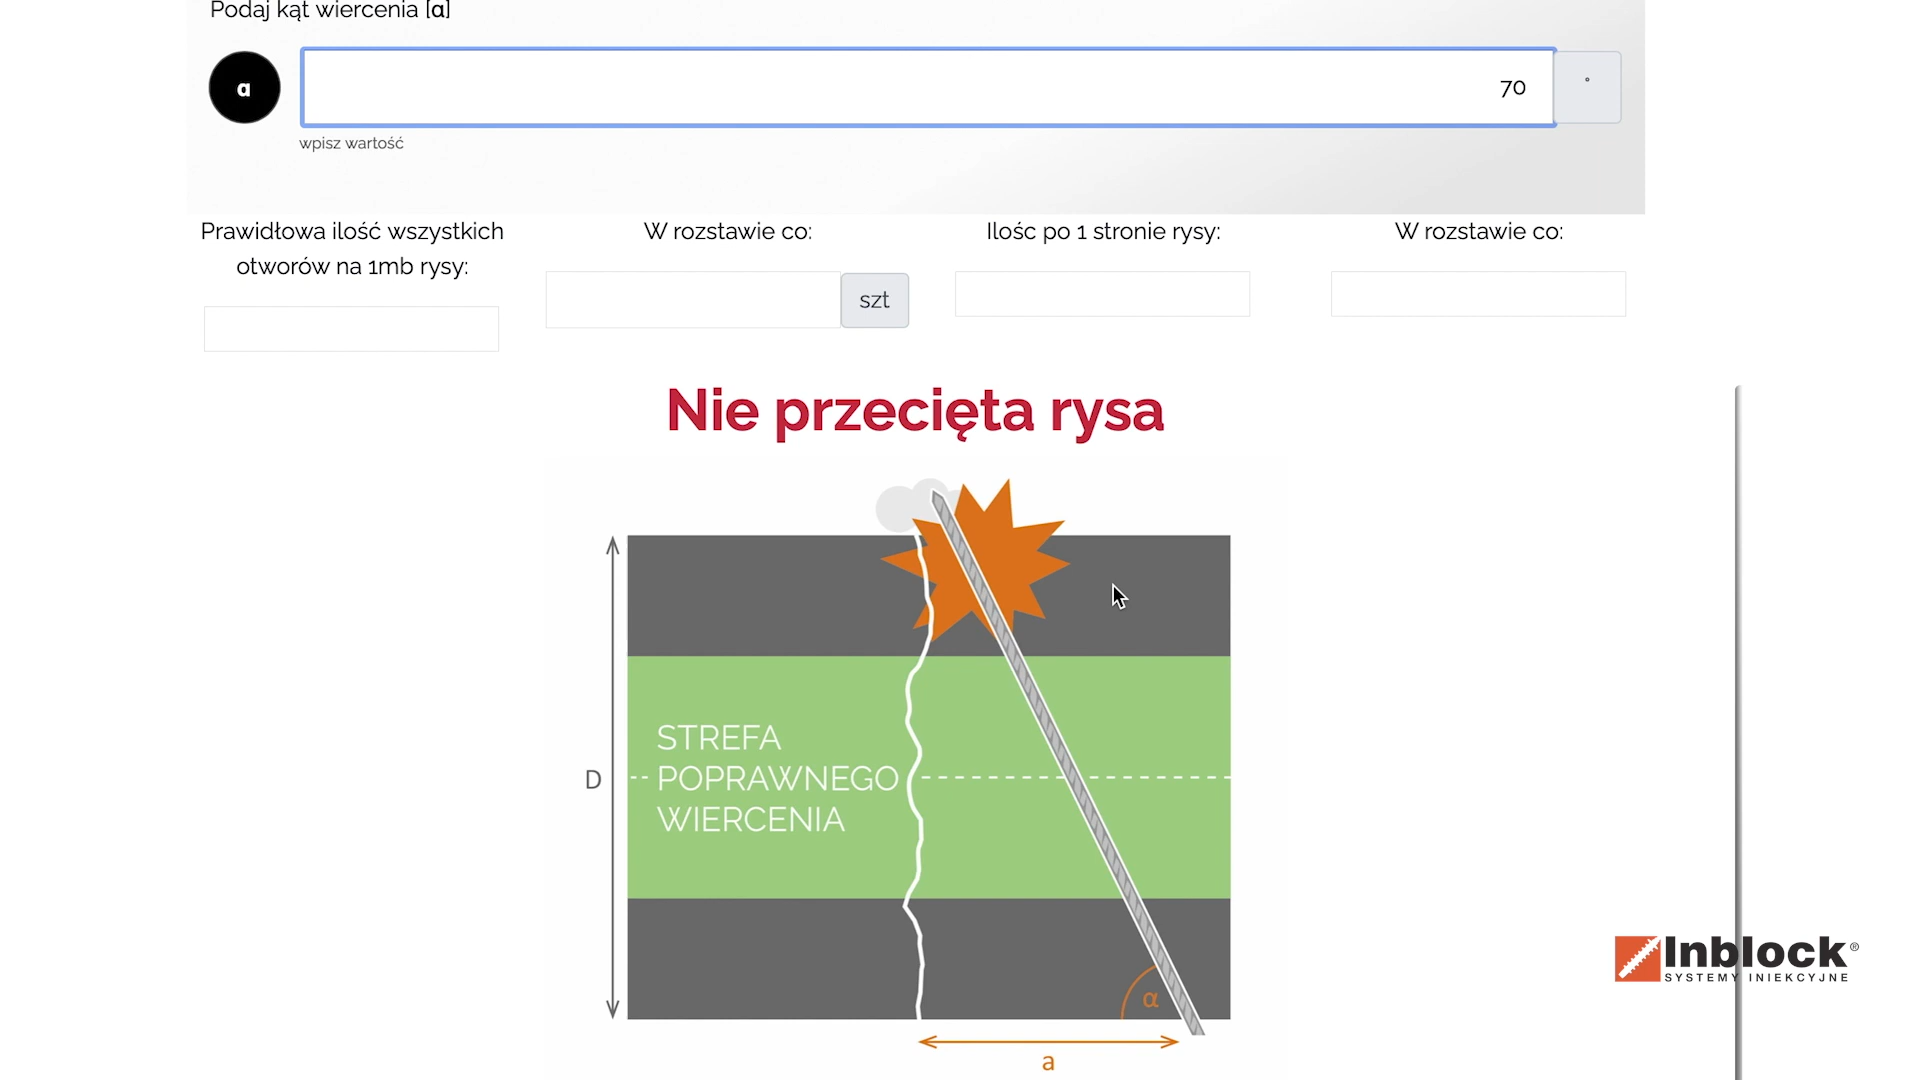 Podaj kąt wiercenia [α]
α
70
°
wpisz wartość
Prawidłowa ilość wszystkich
otworów na 1mb rysy:
W rozstawie co:
szt
Ilośc po 1 stronie rysy:
W rozstawie co:
Nie przecięta rysa
STREFA
POPRAWNEGO
WIERCENIA
D
α
a
Inblock®
SYSTEMY INIEKCYJNE